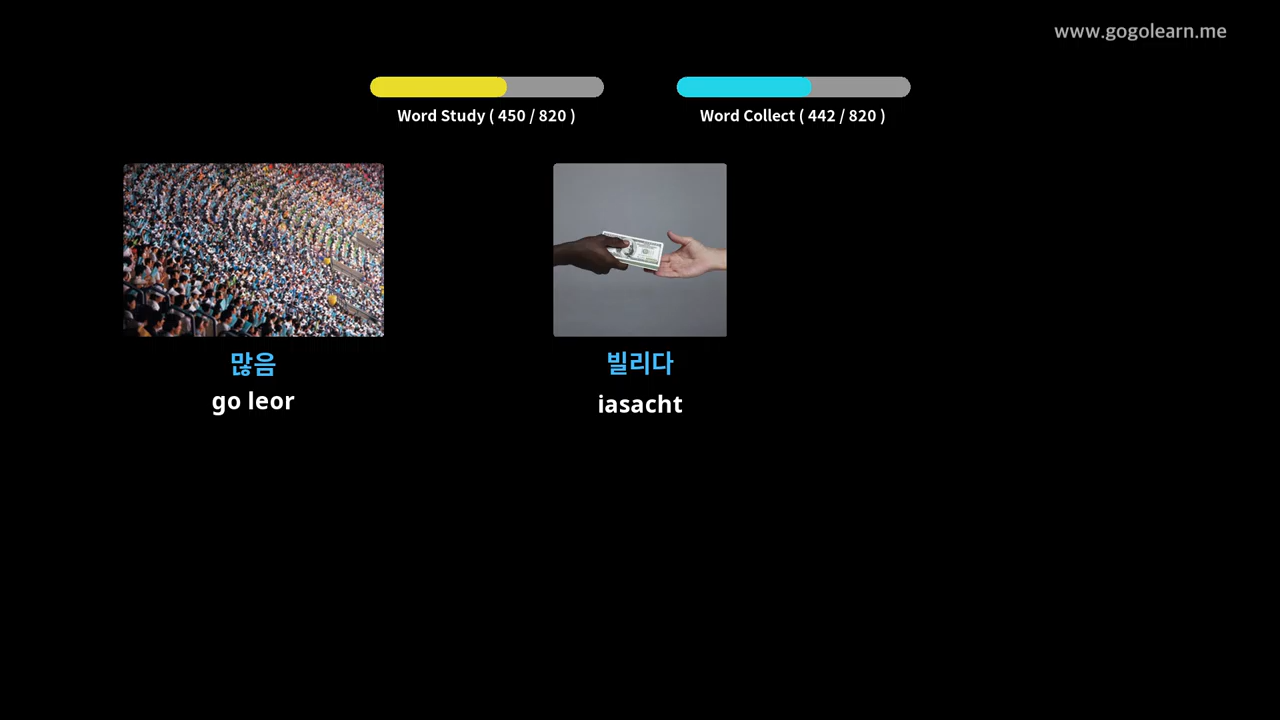 www.gogolearn.me
Word Study ( 450 / 820 )
Word Collect ( 442 / 820 )
많음
go leor
빌리다
iasacht